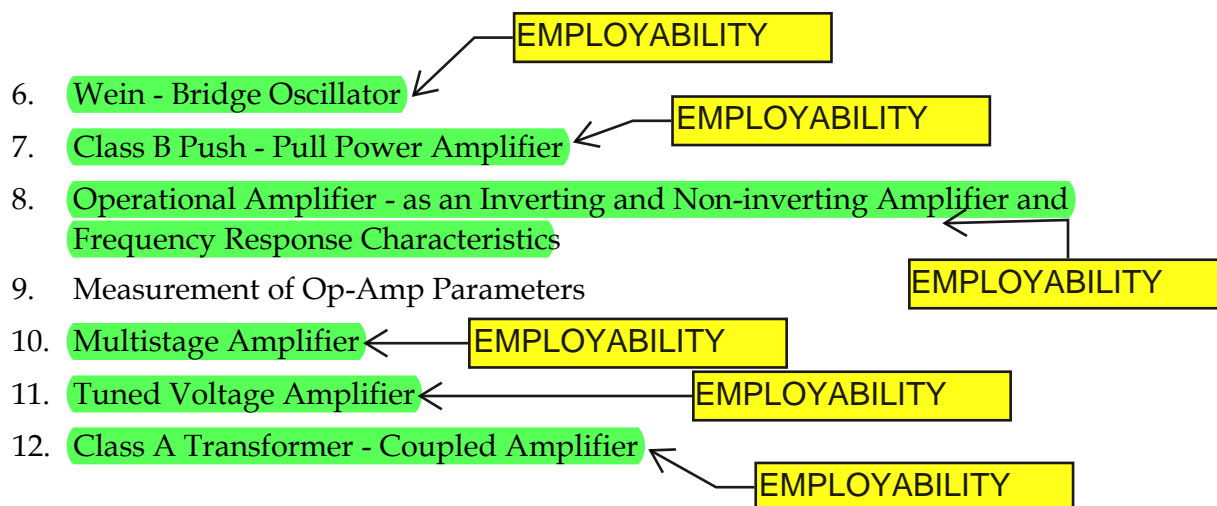 EMPLOYABILITY
6. Wein - Bridge Oscillator
EMPLOYABILITY
7. Class B Push - Pull Power Amplifier
8. Operational Amplifier - as an Inverting and Non-inverting Amplifier and
Frequency Response Characteristics
EMPLOYABILITY
9. Measurement of Op-Amp Parameters
10. Multistage Amplifier
EMPLOYABILITY
11. Tuned Voltage Amplifier
EMPLOYABILITY
12. Class A Transformer - Coupled Amplifier
EMPLOYABILITY